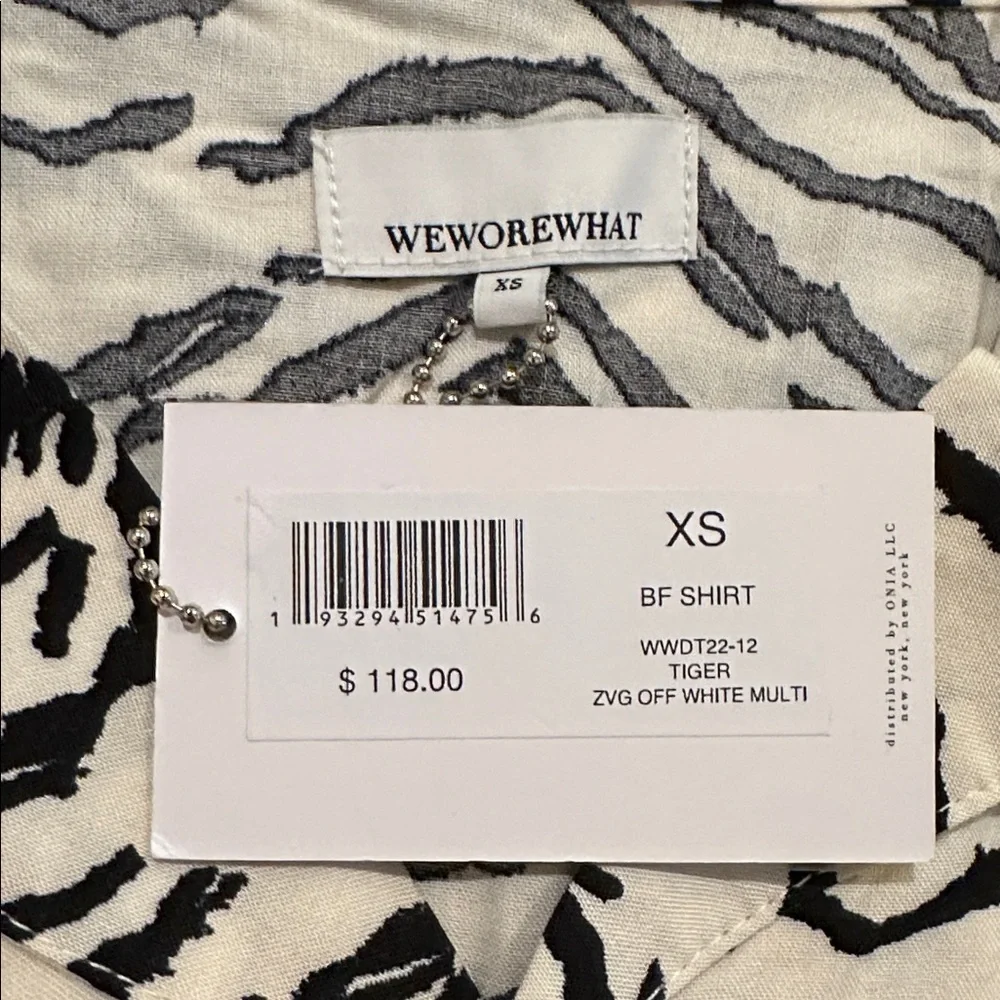 WEWOREWHAT
XS
XS
BF SHIRT
1 93294 51475 6
$ 118.00
WWDT22-12
TIGER
ZVG OFF WHITE MULTI
distributed by ONIA LLC
new york, new york